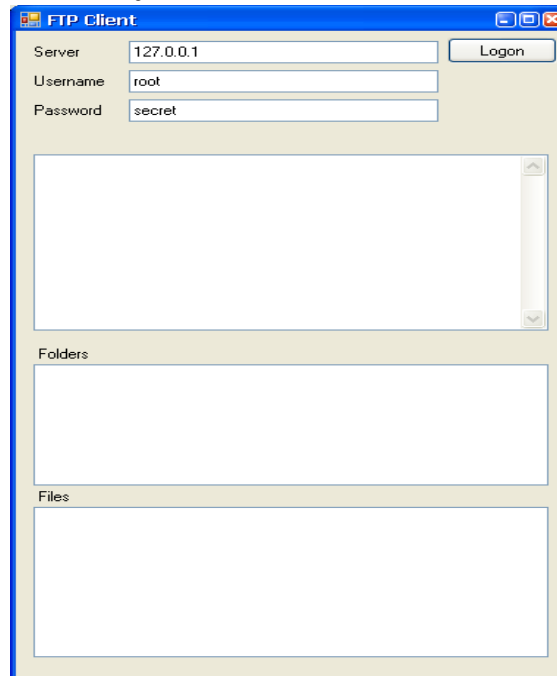 FTP Client
Server 127.0.0.1 Logon
Username root
Password secret
Folders
Files